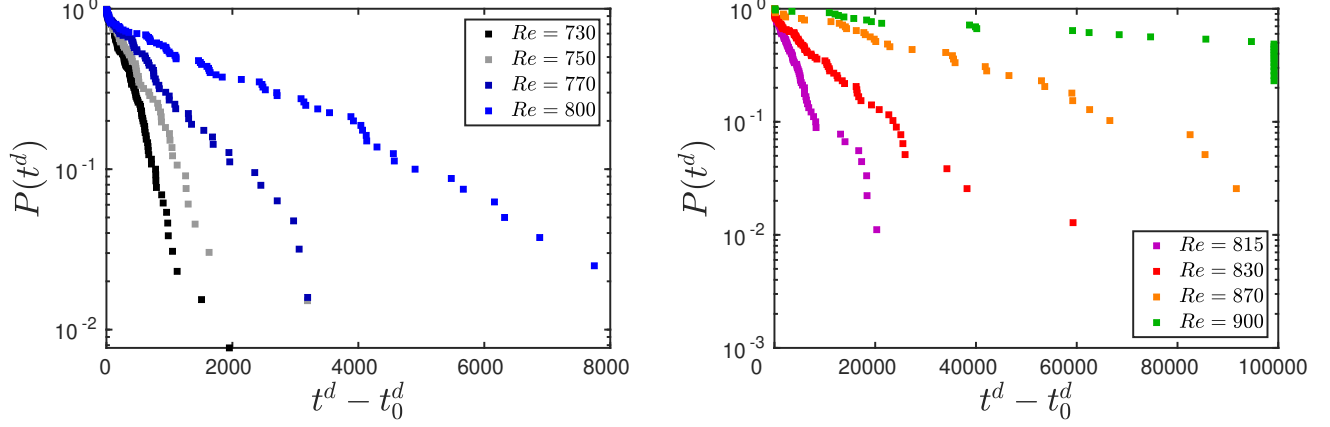 10^0
10^-1
10^-2
P(t^d)
Re = 730
Re = 750
Re = 770
Re = 800
0 2000 4000 6000 8000
t^d − t_0^d
10^0
10^-1
10^-2
10^-3
P(t^d)
Re = 815
Re = 830
Re = 870
Re = 900
0 20000 40000 60000 80000 100000
t^d − t_0^d